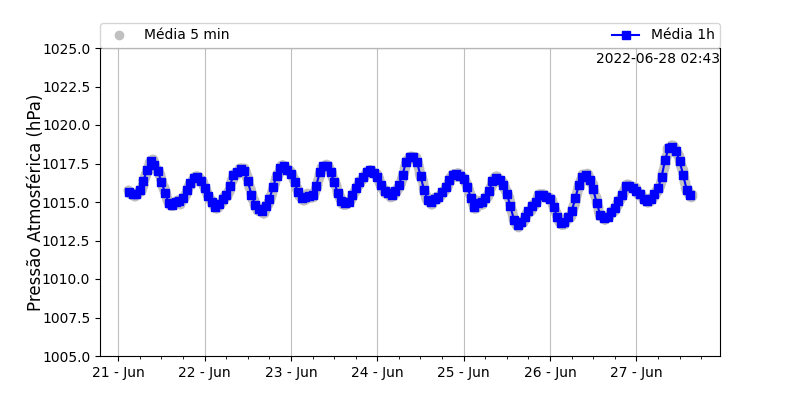 Média 5 min
Média 1h
2022-06-28 02:43
Pressão Atmosférica (hPa)
1025.0
1022.5
1020.0
1017.5
1015.0
1012.5
1010.0
1007.5
1005.0
21 - Jun
22 - Jun
23 - Jun
24 - Jun
25 - Jun
26 - Jun
27 - Jun